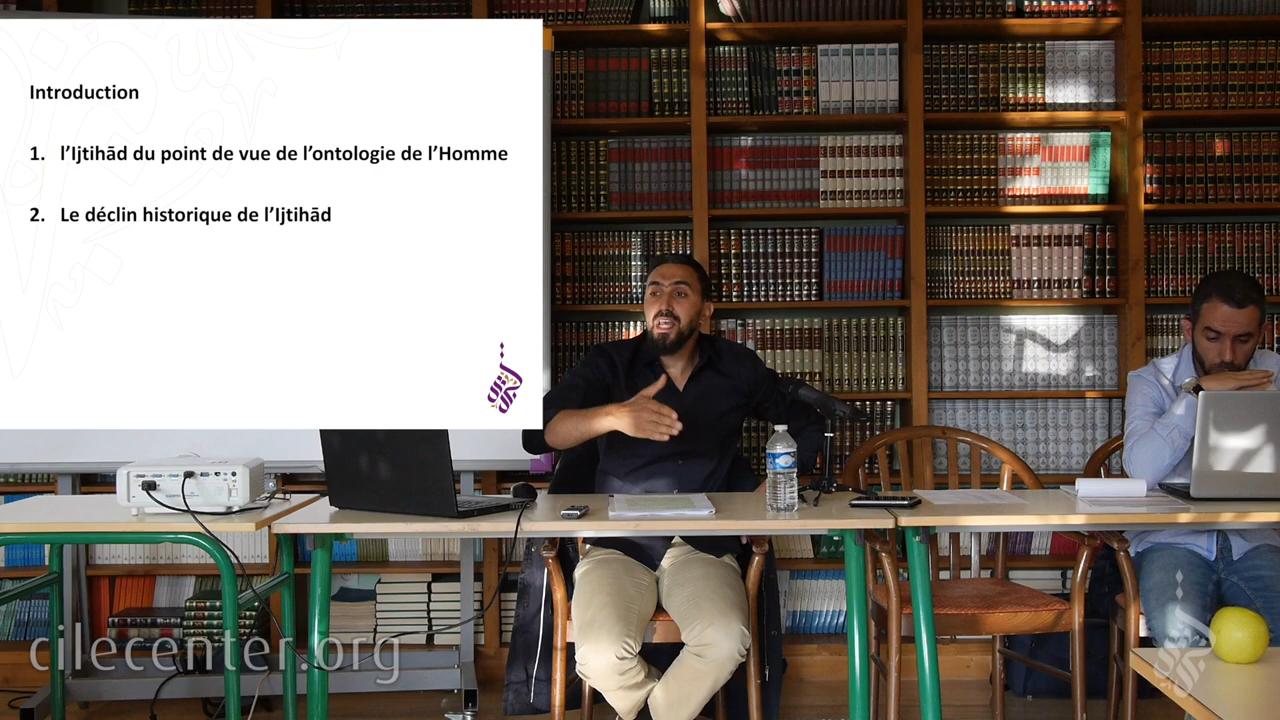 Introduction
1. l’Ijtihād du point de vue de l’ontologie de l’Homme
2. Le déclin historique de l’Ijtihād
cilecenter.org